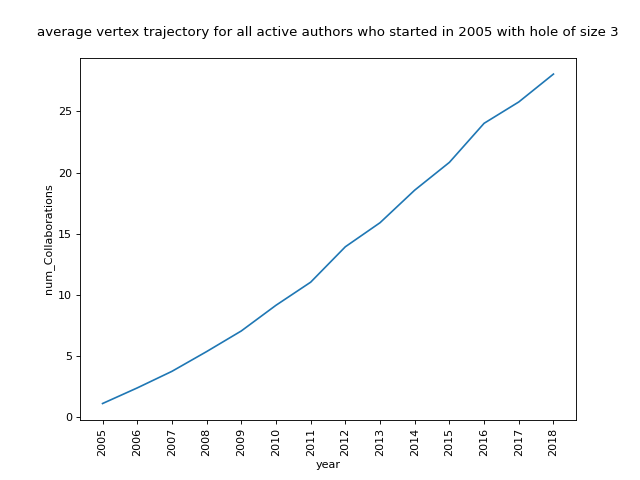 average vertex trajectory for all active authors who started in 2005 with hole of size 3
num_Collaborations
25
20
15
10
5
0
2005 2006 2007 2008 2009 2010 2011 2012 2013 2014 2015 2016 2017 2018
year